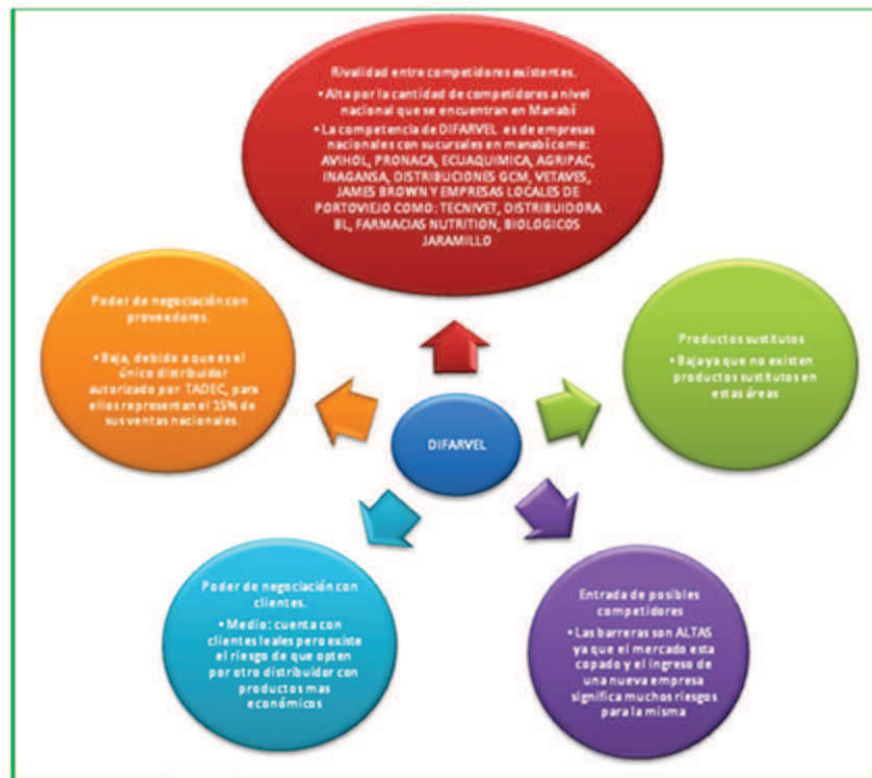 Rivalidad entre competidores existentes.
• Alta por la cantidad de competidores a nivel
nacional que se encuentran en Manabí
• La competencia de DIFARVEL es de empresas
nacionales con sucursales en manabí como:
AVIHOL, PRONACA, ECUAQUIMICA, AGRIPAC,
INAGANSA, DISTRIBUCIONES GCM, VETAVES,
JAMES BROWN Y EMPRESAS LOCALES DE
PORTOVIEJO COMO: TECNIVET, DISTRIBUIDORA
BL, FARMACIAS NUTRITION, BIOLOGICOS
JARAMILLO
Poder de negociación con
proveedores.
• Baja, debido a que es el
único distribuidor
autorizado por TADEC, para
ellos representan el 15% de
sus ventas nacionales.
Productos sustitutos
• Baja ya que no existen
productos sustitutos en
estas áreas
DIFARVEL
Poder de negociación con
clientes.
• Medio: cuenta con
clientes leales pero existe
el riesgo de que opten
por otro distribuidor con
productos mas
económicos
Entrada de posibles
competidores
• Las barreras son ALTAS
ya que el mercado esta
copado y el ingreso de
una nueva empresa
significa muchos riesgos
para la misma